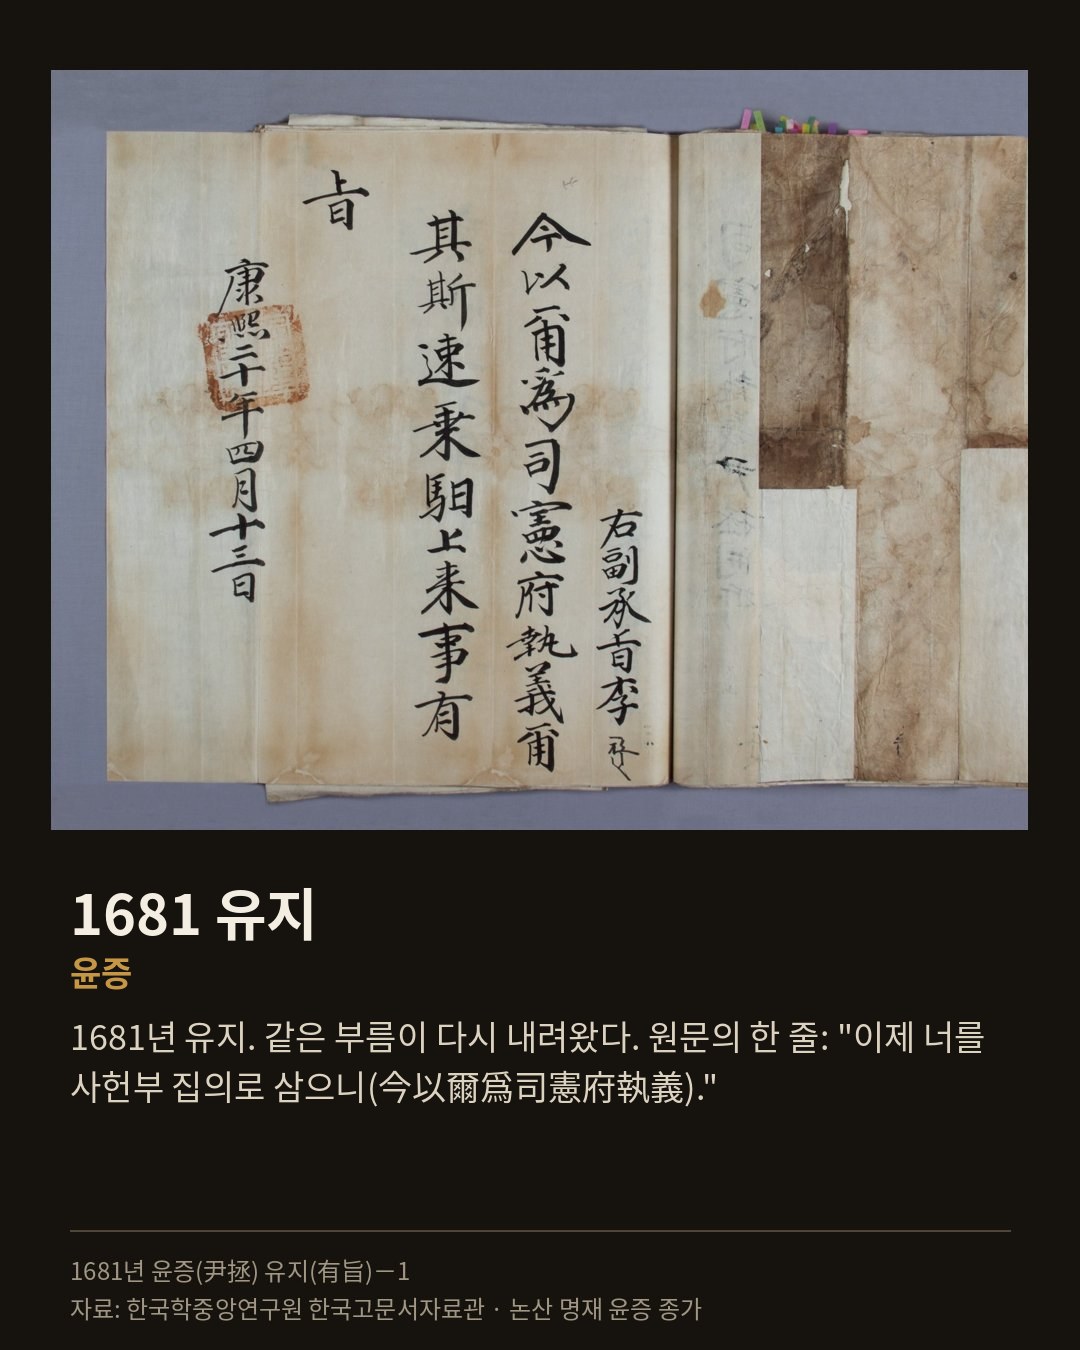 右副承旨李
今以爾爲司憲府執義爾
其斯速乗馹上来事有
旨
康熙二十年四月十三日
1681 유지
윤증
1681년 유지. 같은 부름이 다시 내려왔다. 원문의 한 줄: "이제 너를
사헌부 집의로 삼으니(今以爾爲司憲府執義)."
1681년 윤증(尹拯) 유지(有旨)－1
자료: 한국학중앙연구원 한국고문서자료관 · 논산 명재 윤증 종가